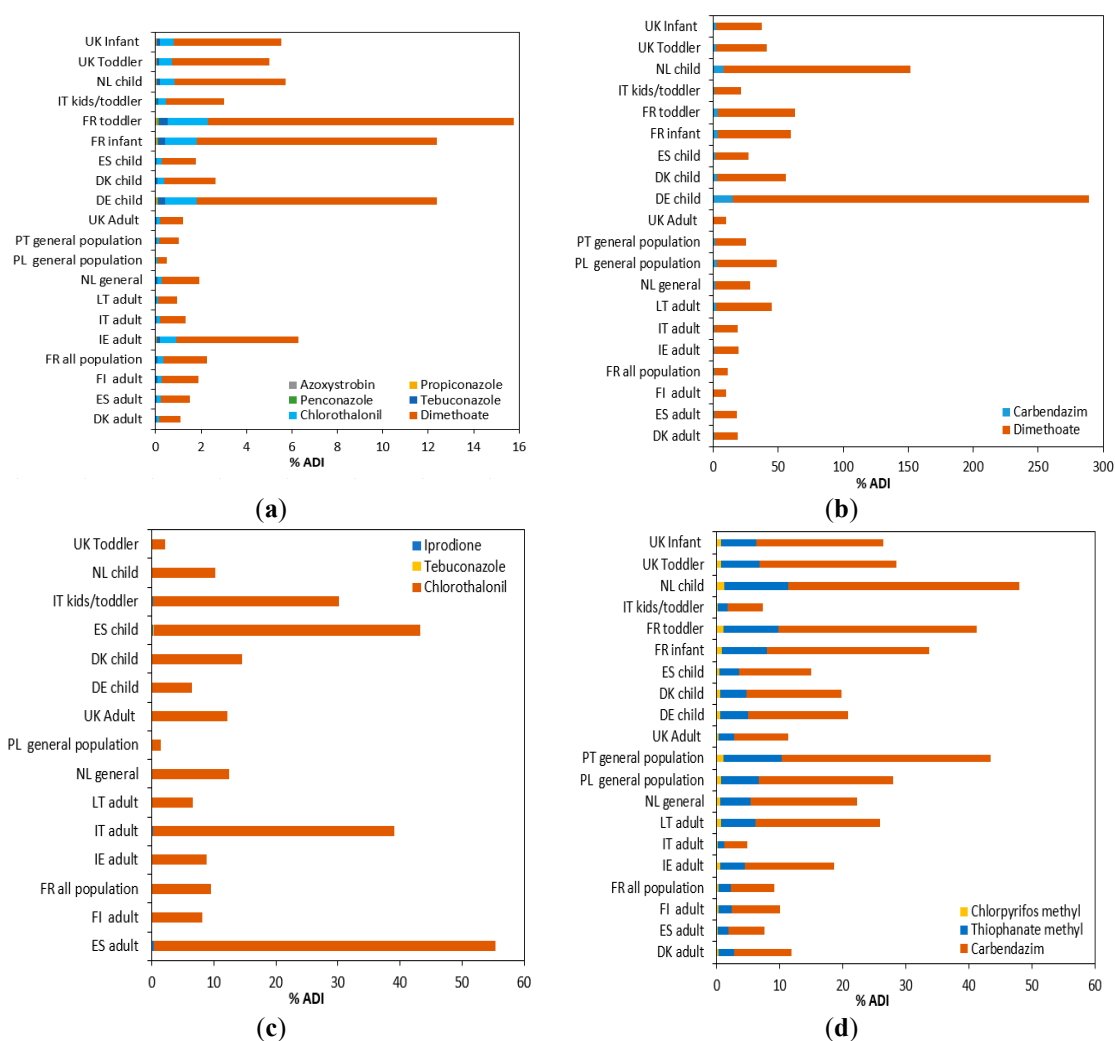 UK Infant
UK Toddler
NL child
IT kids/toddler
FR toddler
FR infant
ES child
DK child
DE child
UK Adult
PT general population
PL general population
NL general
LT adult
IT adult
IE adult
FR all population
FI adult
ES adult
DK adult
Azoxystrobin Propiconazole
Penconazole Tebuconazole
Chlorothalonil Dimethoate
0 2 4 6 8 10 12 14 16
% ADI
(a)
UK Infant
UK Toddler
NL child
IT kids/toddler
FR toddler
FR infant
ES child
DK child
DE child
UK Adult
PT general population
PL general population
NL general
LT adult
IT adult
IE adult
FR all population
FI adult
ES adult
DK adult
Carbendazim
Dimethoate
0 50 100 150 200 250 300
% ADI
(b)
UK Toddler
NL child
IT kids/toddler
ES child
DK child
DE child
UK Adult
PL general population
NL general
LT adult
IT adult
IE adult
FR all population
FI adult
ES adult
Iprodione
Tebuconazole
Chlorothalonil
0 10 20 30 40 50 60
% ADI
(c)
UK Infant
UK Toddler
NL child
IT kids/toddler
FR toddler
FR infant
ES child
DK child
DE child
UK Adult
PT general population
PL general population
NL general
LT adult
IT adult
IE adult
FR all population
FI adult
ES adult
DK adult
Chlorpyrifos methyl
Thiophanate methyl
Carbendazim
0 10 20 30 40 50 60
% ADI
(d)